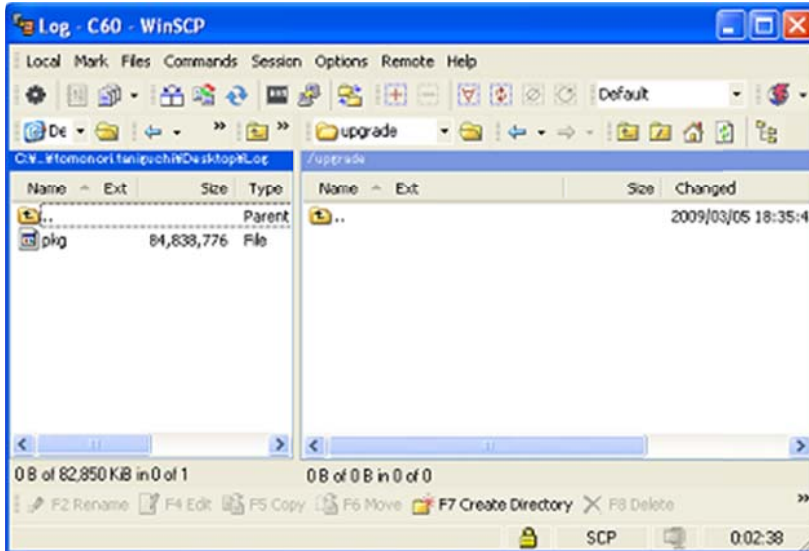 Log - C60 - WinSCP
Local Mark Files Commands Session Options Remote Help
Default
De
upgrade
C:¥...¥tomonori.taniguchi¥Desktop¥Log
/upgrade
Name Ext Size Type
Name Ext Size Changed
.. Parent
.. 2009/03/05 18:35:4
pkg 84,838,776 File
0 B of 82,850 KiB in 0 of 1
0 B of 0 B in 0 of 0
F2 Rename F4 Edit F5 Copy F6 Move F7 Create Directory F8 Delete
SCP 0:02:38